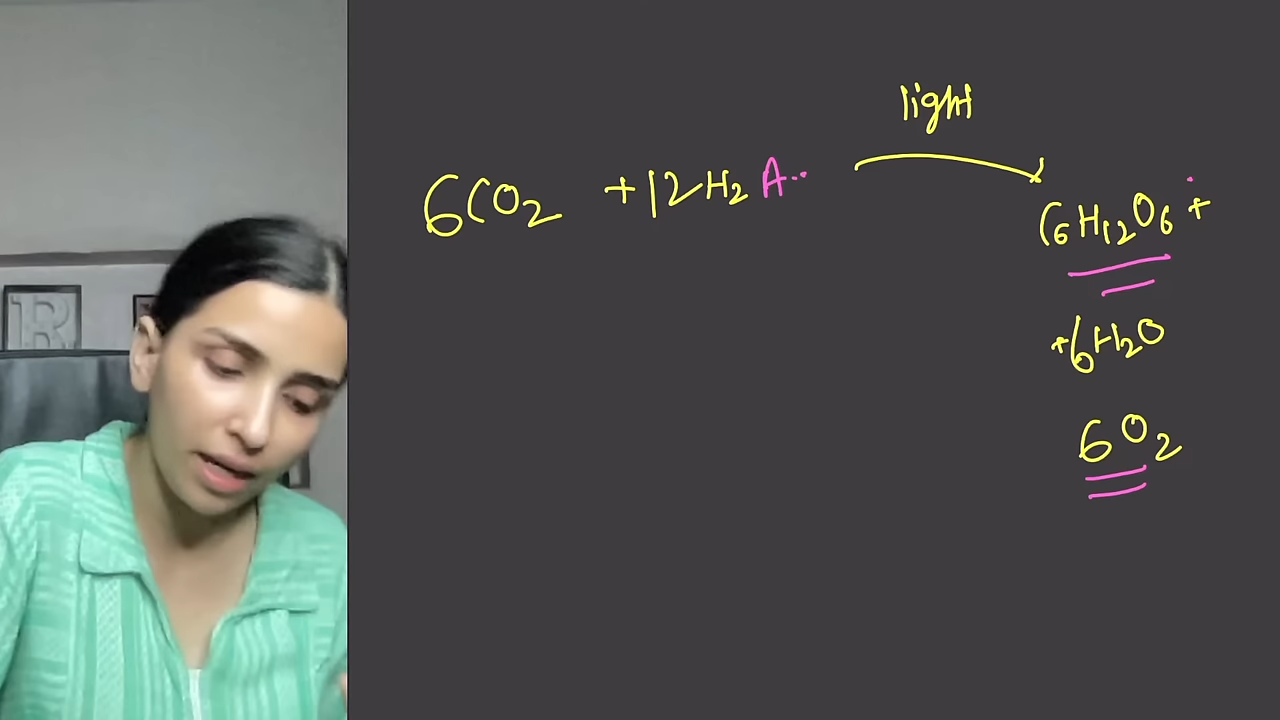 light
6CO2 + 12H2A..
C6H12O6 +
+6H2O
6O2
R